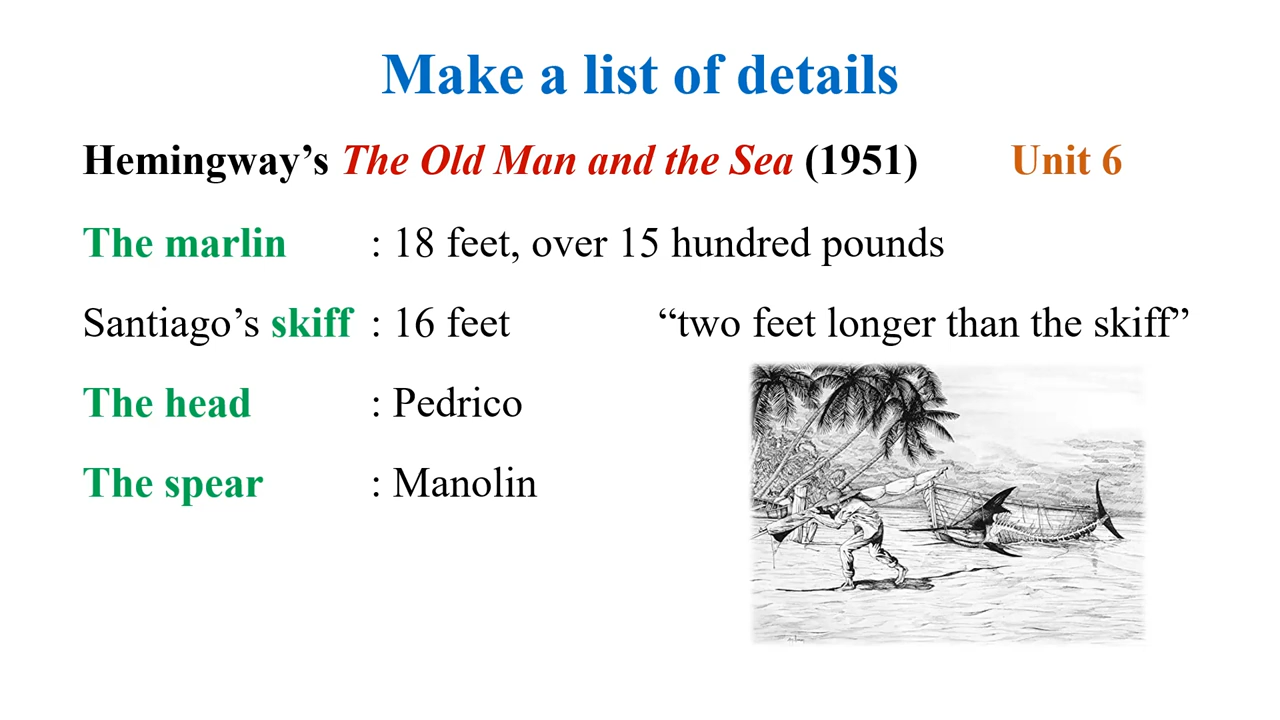 Make a list of details
Hemingway’s The Old Man and the Sea (1951) Unit 6
The marlin : 18 feet, over 15 hundred pounds
Santiago’s skiff : 16 feet “two feet longer than the skiff”
The head : Pedrico
The spear : Manolin